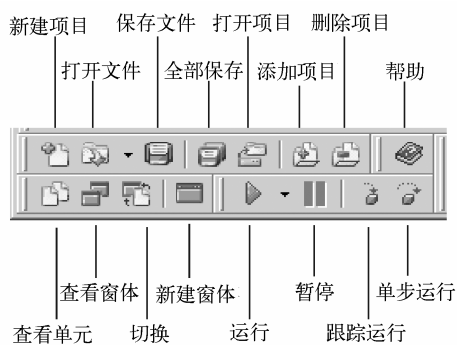 新建项目
保存文件
打开项目
删除项目
打开文件
全部保存
添加项目
帮助
查看窗体
新建窗体
暂停
单步运行
查看单元
切换
运行
跟踪运行